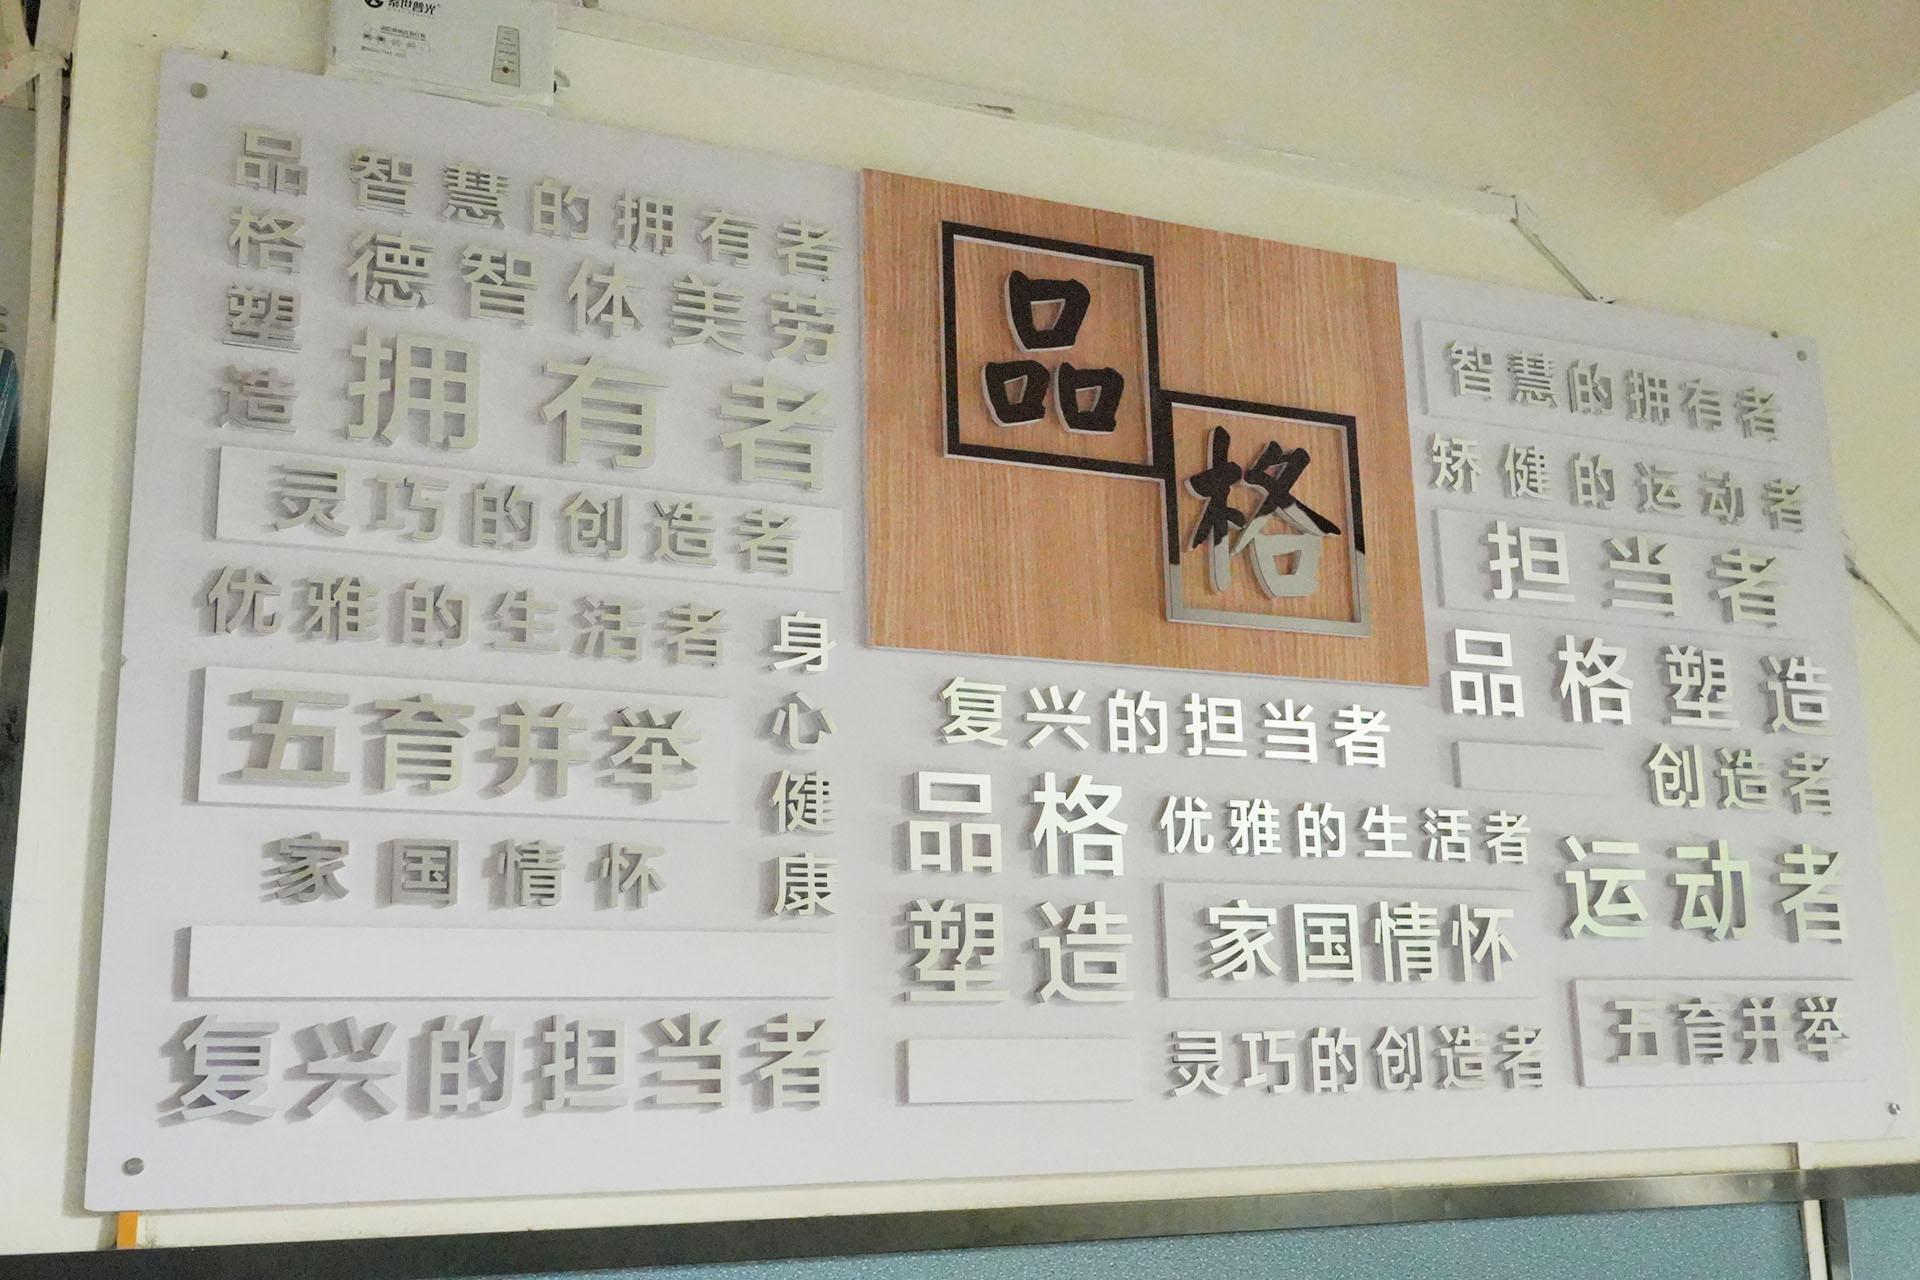 品格塑造
智慧的拥有者
德智体美劳
拥有者
灵巧的创造者
优雅的生活者
五育并举
家国情怀
身心健康
复兴的担当者
品
格
复兴的担当者
品格
塑造
优雅的生活者
家国情怀
灵巧的创造者
智慧的拥有者
矫健的运动者
担当者
品格塑造
创造者
运动者
五育并举